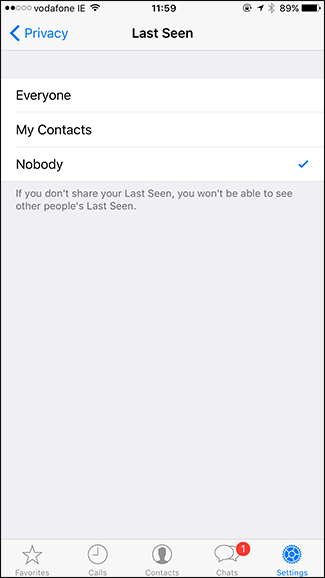 vodafone IE 11:59 89%
Privacy Last Seen
Everyone
My Contacts
Nobody
If you don't share your Last Seen, you won't be able to see
other people's Last Seen.
1
Favorites Calls Contacts Chats Settings